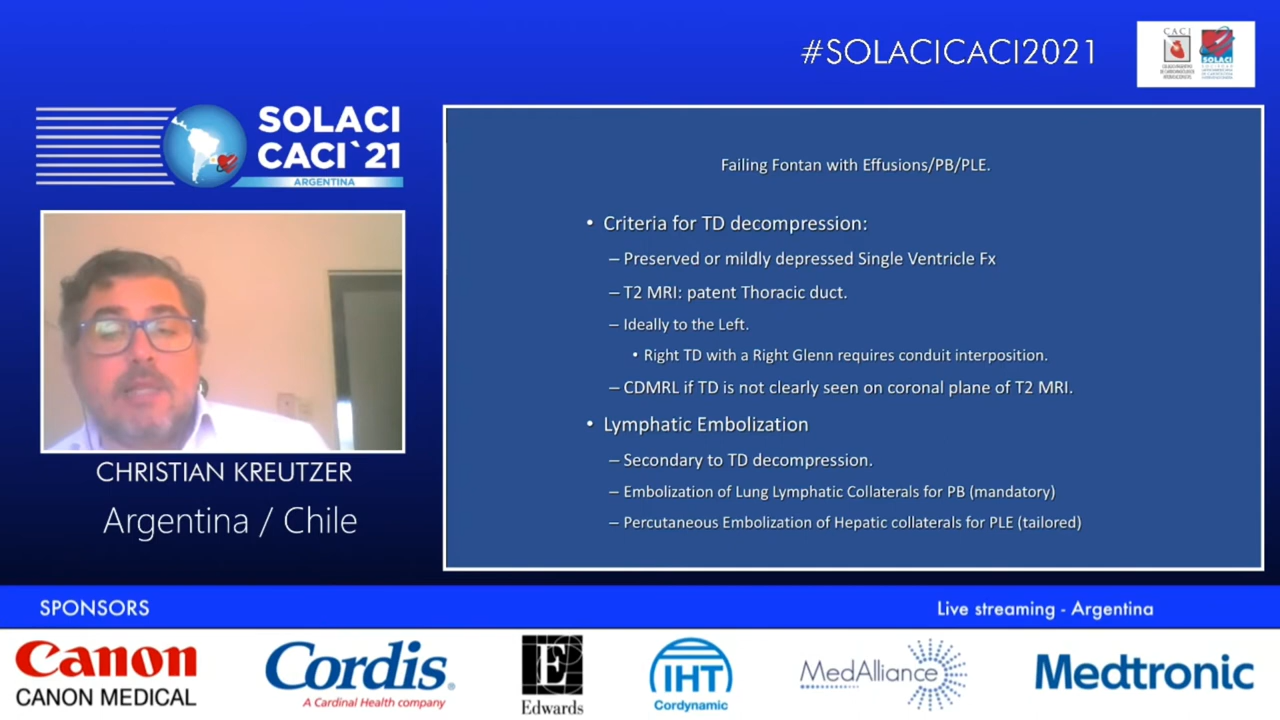 #SOLACICACI2021
CACI
SOLACI
SOLACI
CACI`21
ARGENTINA
CHRISTIAN KREUTZER
Argentina / Chile
Failing Fontan with Effusions/PB/PLE.
• Criteria for TD decompression:
– Preserved or mildly depressed Single Ventricle Fx
– T2 MRI: patent Thoracic duct.
– Ideally to the Left.
• Right TD with a Right Glenn requires conduit interposition.
– CDMRL if TD is not clearly seen on coronal plane of T2 MRI.
• Lymphatic Embolization
– Secondary to TD decompression.
– Embolization of Lung Lymphatic Collaterals for PB (mandatory)
– Percutaneous Embolization of Hepatic collaterals for PLE (tailored)
SPONSORS
Live streaming - Argentina
Canon
CANON MEDICAL
Cordis.
A Cardinal Health company
E
Edwards
IHT
Cordynamic
MedAlliance
Medtronic